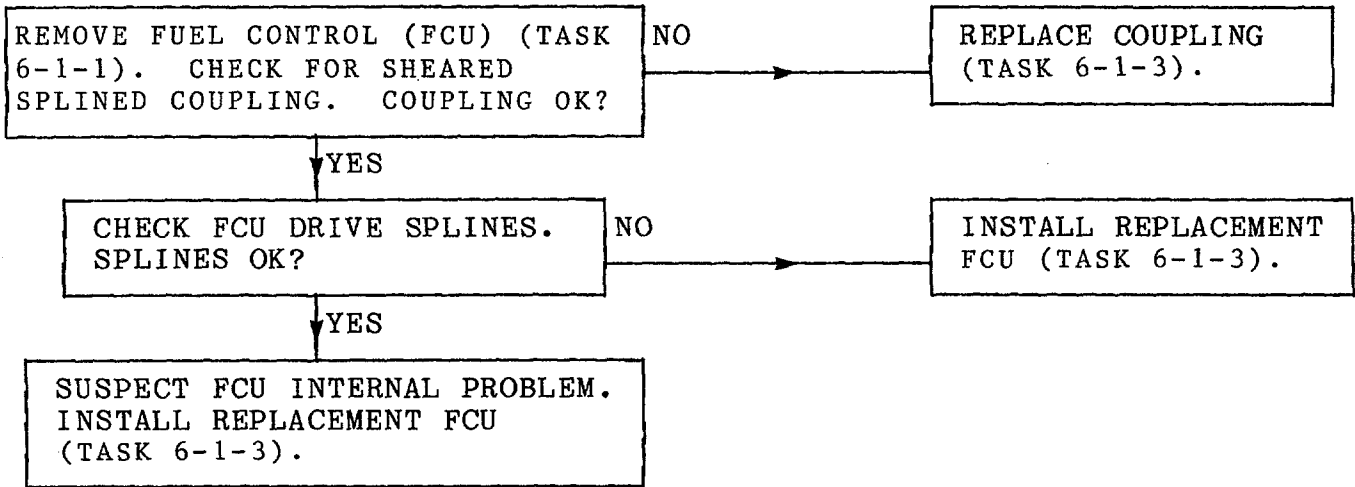 REMOVE FUEL CONTROL (FCU) (TASK
6-1-1). CHECK FOR SHEARED
SPLINED COUPLING. COUPLING OK?
NO
REPLACE COUPLING
(TASK 6-1-3).
YES
CHECK FCU DRIVE SPLINES.
SPLINES OK?
NO
INSTALL REPLACEMENT
FCU (TASK 6-1-3).
YES
SUSPECT FCU INTERNAL PROBLEM.
INSTALL REPLACEMENT FCU
(TASK 6-1-3).